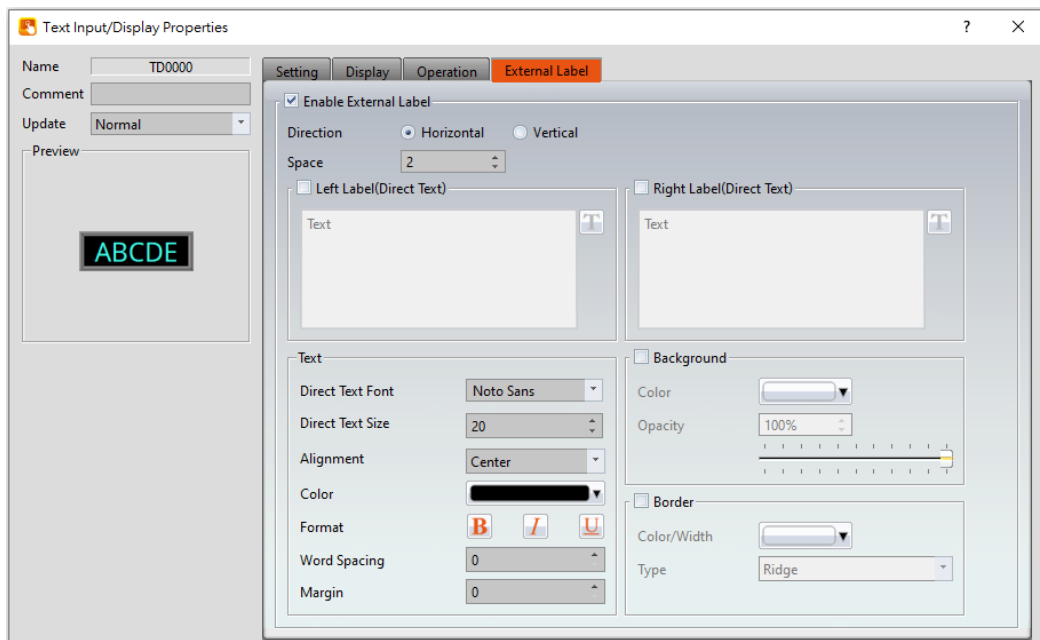 Text Input/Display Properties ?
Name TD0000
Comment
Update Normal
Preview
ABCDE
Setting Display Operation External Label
Enable External Label
Direction Horizontal Vertical
Space 2
Left Label(Direct Text)
Text T
Right Label(Direct Text)
Text T
Text
Direct Text Font Noto Sans
Direct Text Size 20
Alignment Center
Color
Format B I U
Word Spacing 0
Margin 0
Background
Color
Opacity 100%
Border
Color/Width
Type Ridge